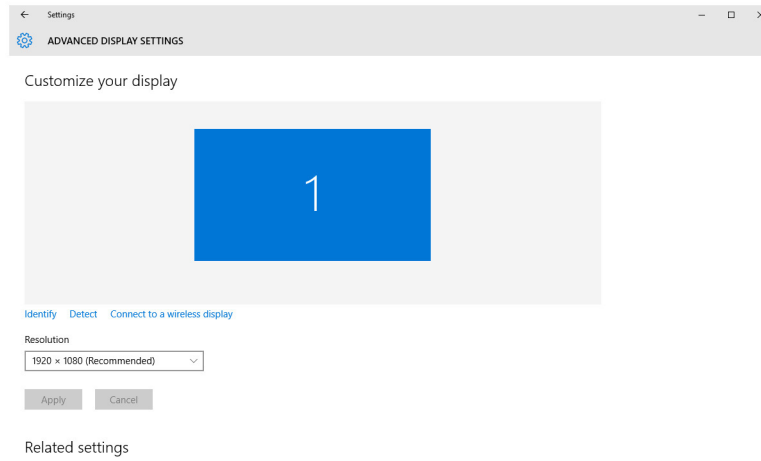 Settings
ADVANCED DISPLAY SETTINGS
Customize your display
1
Identify Detect Connect to a wireless display
Resolution
1920 × 1080 (Recommended)
Apply Cancel
Related settings